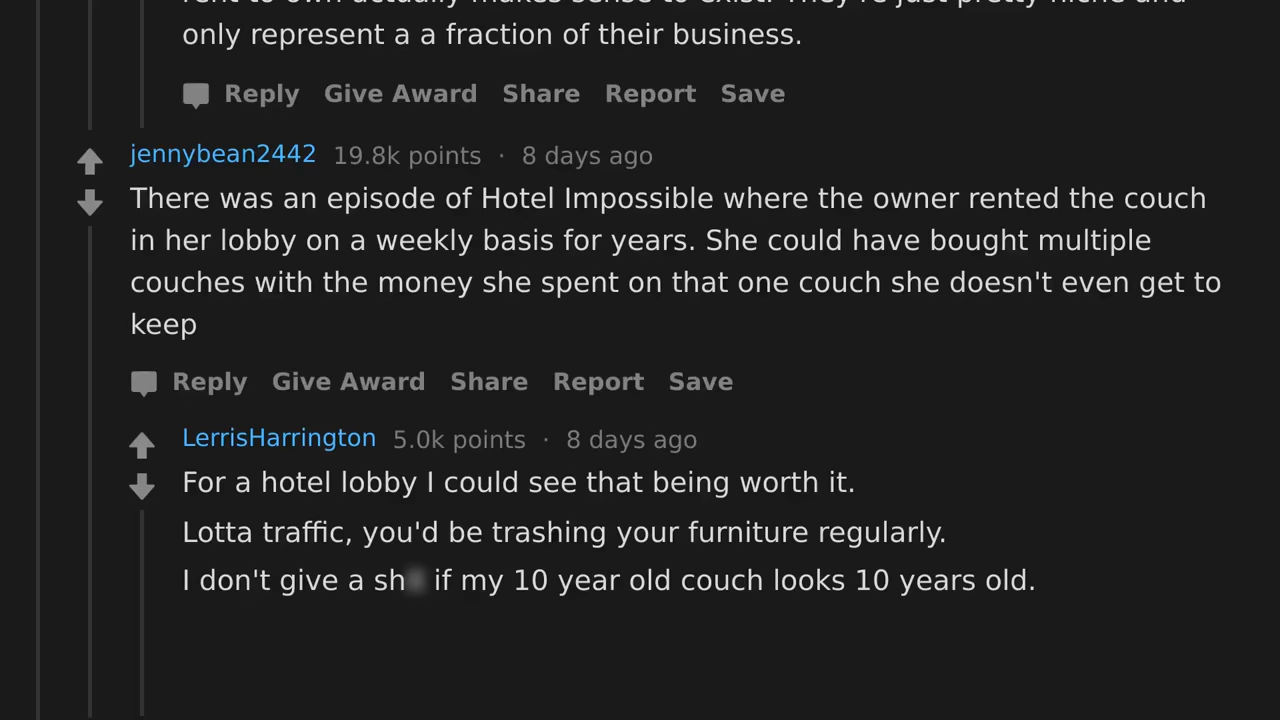 only represent a a fraction of their business.
Reply Give Award Share Report Save
jennybean2442 19.8k points · 8 days ago
There was an episode of Hotel Impossible where the owner rented the couch
in her lobby on a weekly basis for years. She could have bought multiple
couches with the money she spent on that one couch she doesn't even get to
keep
Reply Give Award Share Report Save
LerrisHarrington 5.0k points · 8 days ago
For a hotel lobby I could see that being worth it.
Lotta traffic, you'd be trashing your furniture regularly.
I don't give a sh if my 10 year old couch looks 10 years old.